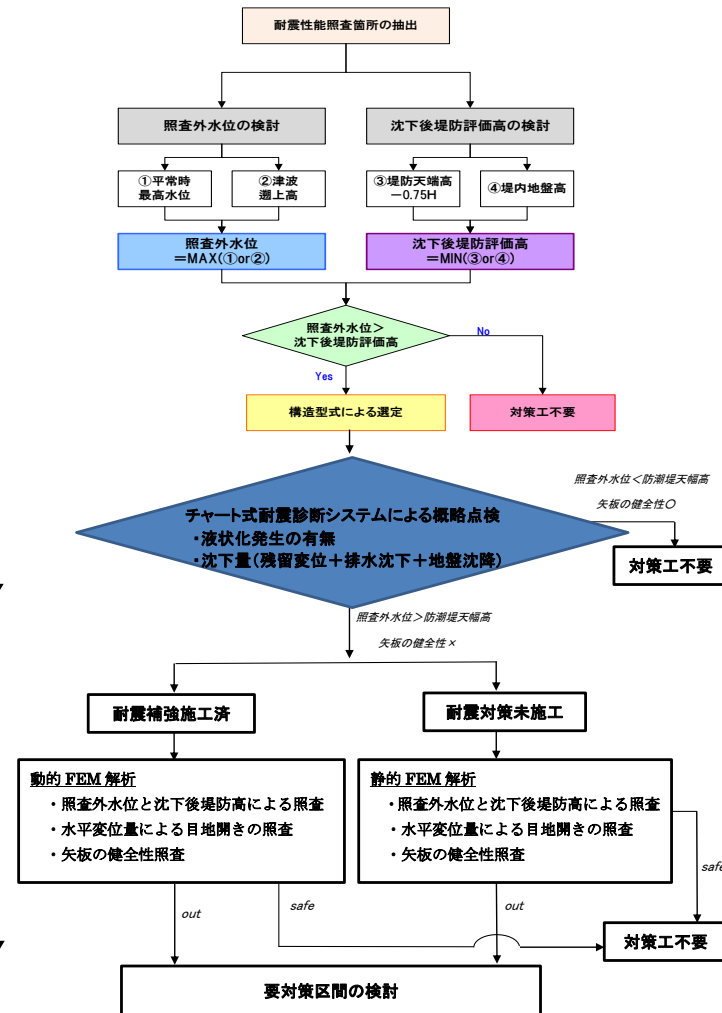 耐震性能照査箇所の抽出
照査外水位の検討
沈下後堤防評価高の検討
①平常時
最高水位
②津波
遡上高
③堤防天端高
－0.75H
④堤内地盤高
照査外水位
＝MAX(①or②)
沈下後堤防評価高
＝MIN(③or④)
照査外水位＞
沈下後堤防評価高
No
Yes
構造型式による選定
対策工不要
照査外水位＜防潮堤天幅高
矢板の健全性〇
チャート式耐震診断システムによる概略点検
・液状化発生の有無
・沈下量(残留変位＋排水沈下＋地盤沈降)
対策工不要
照査外水位＞防潮堤天幅高
矢板の健全性×
耐震補強施工済
耐震対策未施工
動的 FEM 解析
・照査外水位と沈下後堤防高による照査
・水平変位量による目地開きの照査
・矢板の健全性照査
静的 FEM 解析
・照査外水位と沈下後堤防高による照査
・水平変位量による目地開きの照査
・矢板の健全性照査
safe
out
safe
out
対策工不要
要対策区間の検討